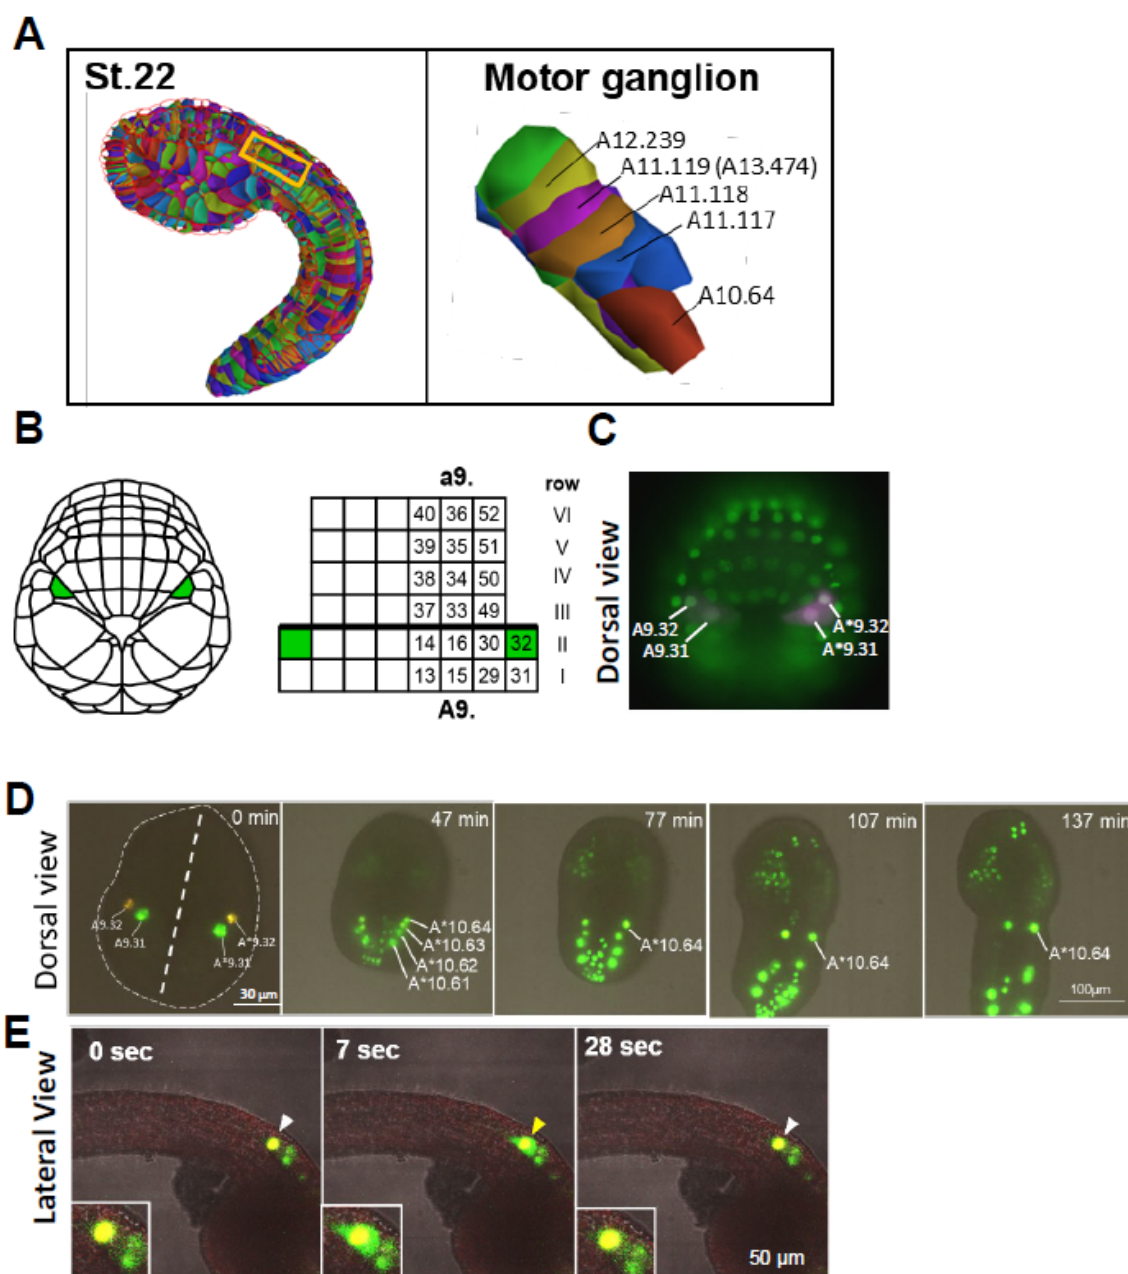 A
St.22
Motor ganglion
A12.239
A11.119 (A13.474)
A11.118
A11.117
A10.64
B
a9.
row
40 36 52 VI
39 35 51 V
38 34 50 IV
37 33 49 III
14 16 30 32 II
13 15 29 31 I
A9.
C
Dorsal view
A9.32
A9.31
A*9.32
A*9.31
D
Dorsal view
0 min
A9.32
A9.31
A*9.32
A*9.31
30 µm
47 min
A*10.64
A*10.63
A*10.62
A*10.61
77 min
A*10.64
107 min
A*10.64
137 min
A*10.64
100µm
E
Lateral View
0 sec
7 sec
28 sec
50 µm